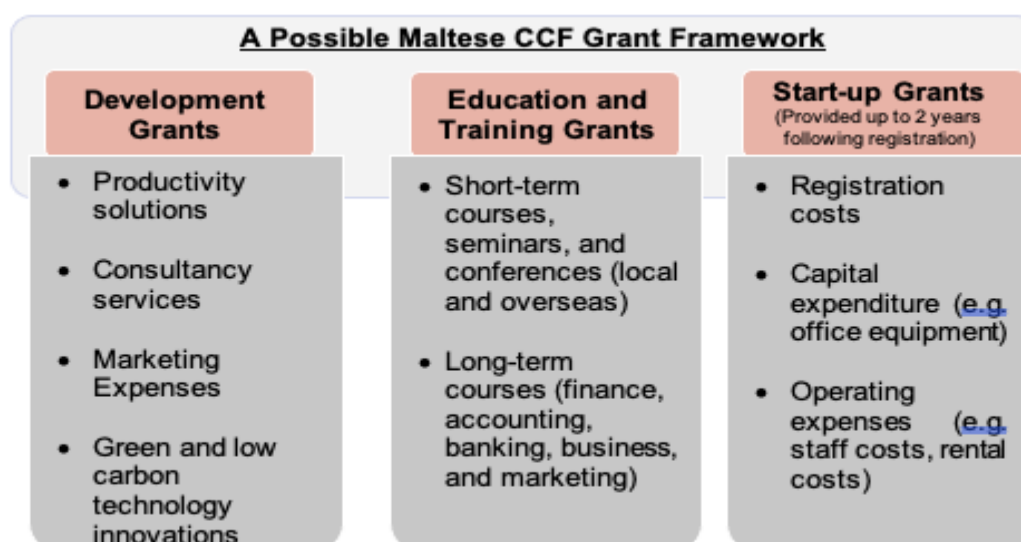 A Possible Maltese CCF Grant Framework
Development
Grants
• Productivity
solutions
• Consultancy
services
• Marketing
Expenses
• Green and low
carbon
technology
innovations
Education and
Training Grants
• Short-term
courses,
seminars, and
conferences (local
and overseas)
• Long-term
courses (finance,
accounting,
banking, business,
and marketing)
Start-up Grants
(Provided up to 2 years
following registration)
• Registration
costs
• Capital
expenditure (e.g.
office equipment)
• Operating
expenses (e.g.
staff costs, rental
costs)